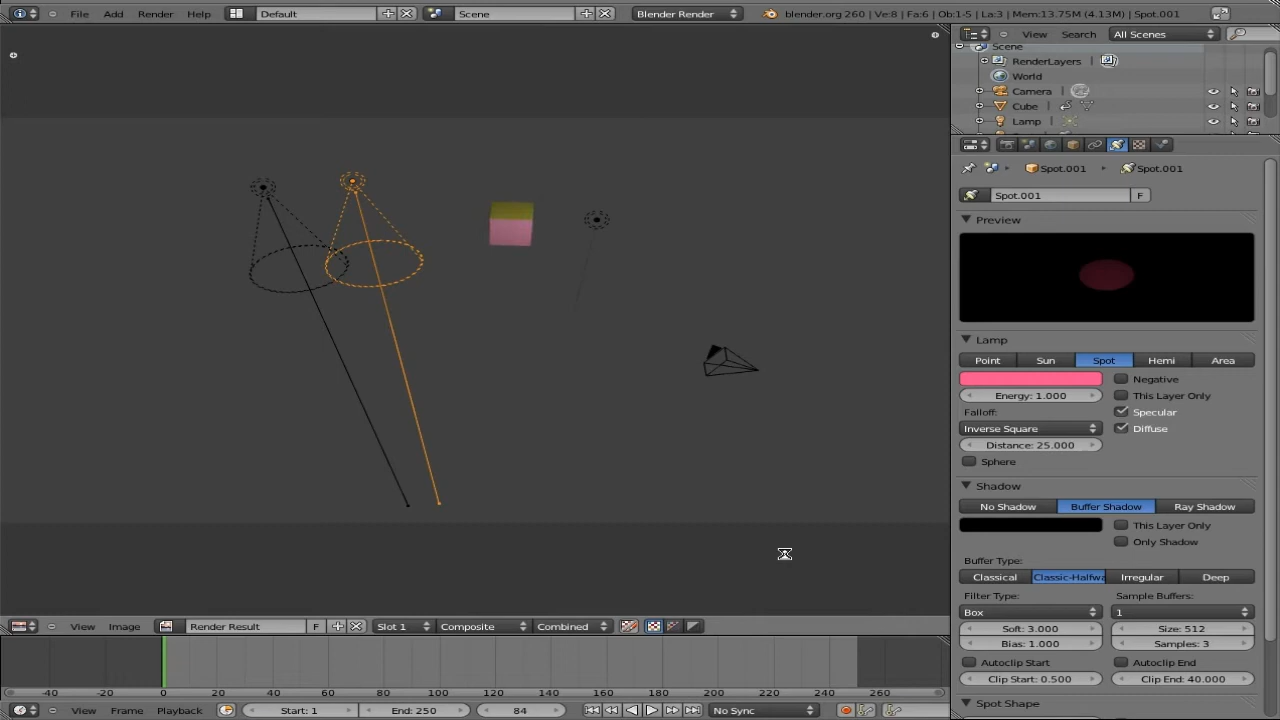 File Add Render Help Default Scene Blender Render blender.org 260 | Ve:8 | Fa:6 | Ob:1-5 | La:3 | Mem:13.75M (4.13M) | Spot.001
View Search All Scenes
Scene
RenderLayers
World
Camera
Cube
Lamp
Spot.001 Spot.001
Spot.001 F
Preview
Lamp
Point Sun Spot Hemi Area
Negative
Energy: 1.000 This Layer Only
Falloff: Specular
Inverse Square Diffuse
Distance: 25.000
Sphere
Shadow
No Shadow Buffer Shadow Ray Shadow
This Layer Only
Only Shadow
Buffer Type:
Classical Classic-Halfwa Irregular Deep
Filter Type: Sample Buffers:
Box 1
Soft: 3.000 Size: 512
Bias: 1.000 Samples: 3
Autoclip Start Autoclip End
Clip Start: 0.500 Clip End: 40.000
Spot Shape
View Image Render Result F Slot 1 Composite Combined
-40 -20 0 20 40 60 80 100 120 140 160 180 200 220 240 260
View Frame Playback Start: 1 End: 250 84 No Sync